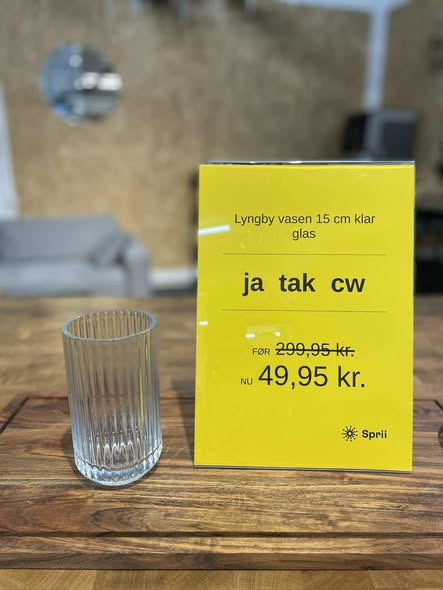 Lyngby vasen 15 cm klar
glas
ja tak cw
FØR 299,95 kr.
NU 49,95 kr.
Sprii